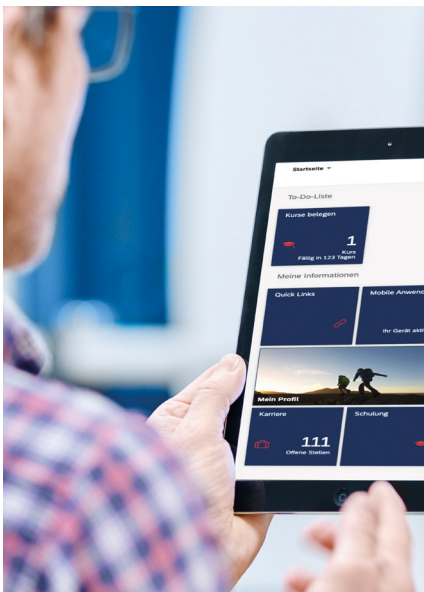 Startseite
To-Do-Liste
Kurse belegen
1
Kurs
Fällig in 123 Tagen
Meine Informationen
Quick Links
Mobile Anwen
Ihr Gerät akti
Mein Profil
Karriere
Schulung
111
Offene Stellen